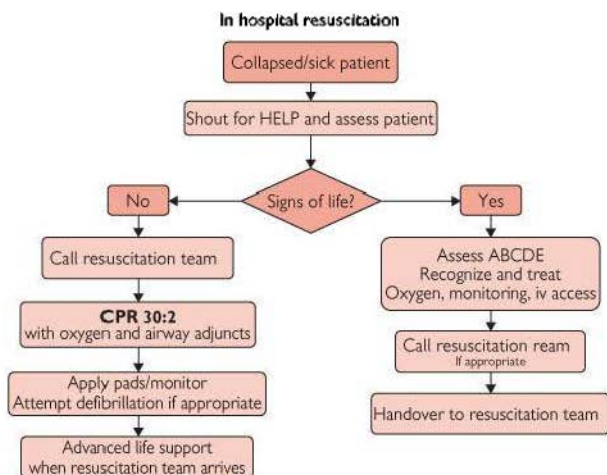 In hospital resuscitation
Collapsed/sick patient
Shout for HELP and assess patient
Signs of life?
No
Yes
Call resuscitation team
CPR 30:2
with oxygen and airway adjuncts
Apply pads/monitor
Attempt defibrillation if appropriate
Advanced life support
when resuscitation team arrives
Assess ABCDE
Recognize and treat
Oxygen, monitoring, iv access
Call resuscitation ream
If appropriate
Handover to resuscitation team